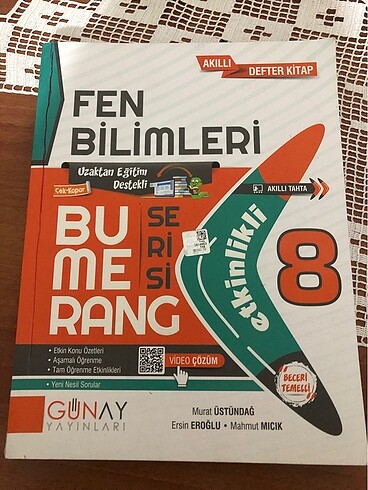 AKILLI DEFTER KİTAP
FEN
BİLİMLERİ
Uzaktan Eğitim
Destekli
Çek-Kopar
AKILLI TAHTA
BU
ME
RANG
SE
Rİ
Sİ
etkinlikli
8
• Etkin Konu Özetleri
• Aşamalı Öğrenme
• Tam Öğrenme Etkinlikleri
• Yeni Nesil Sorular
VİDEO ÇÖZÜM
BECERİ
TEMELLİ
GÜNAY
YAYINLARI
Murat ÜSTÜNDAĞ
Ersin EROĞLU • Mahmut MICIK